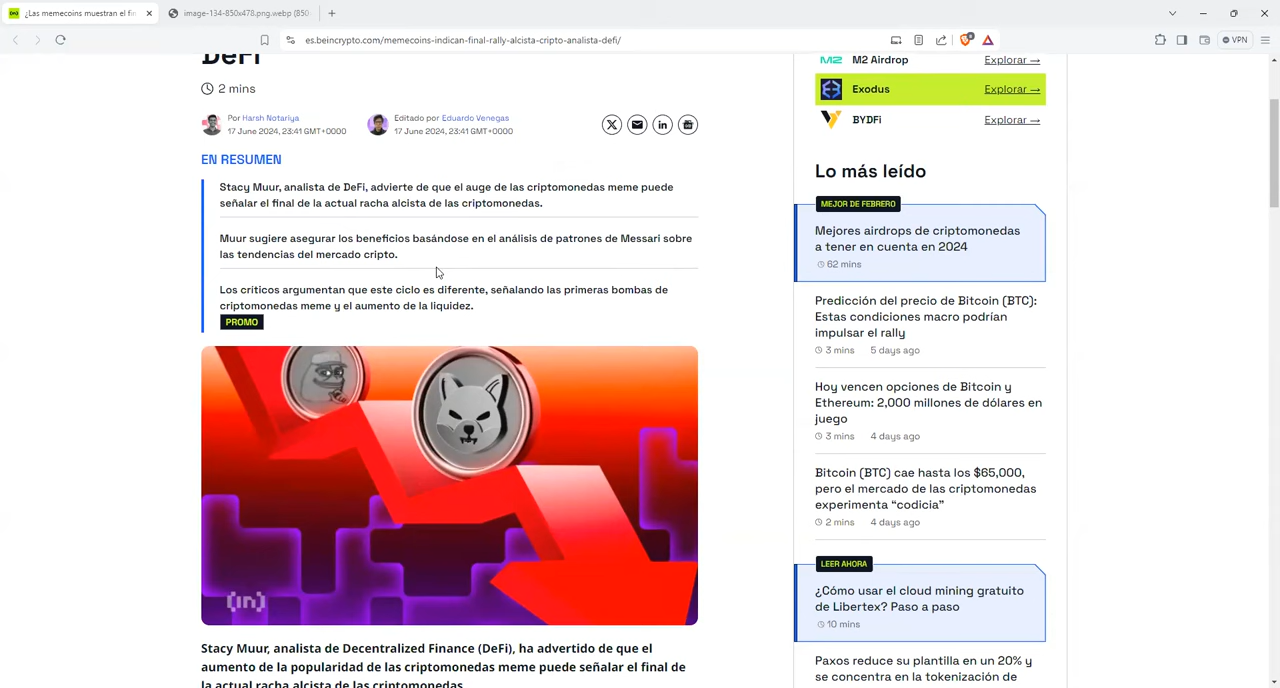 ¿Las memecoins muestran el fin
image-134-850x478.png.webp (850
es.beincrypto.com/memecoins-indican-final-rally-alcista-cripto-analista-defi/
VPN
DeFi
2 mins
Por Harsh Notariya
17 June 2024, 23:41 GMT+0000
Editado por Eduardo Venegas
17 June 2024, 23:41 GMT+0000
EN RESUMEN
Stacy Muur, analista de DeFi, advierte de que el auge de las criptomonedas meme puede
señalar el final de la actual racha alcista de las criptomonedas.
Muur sugiere asegurar los beneficios basándose en el análisis de patrones de Messari sobre
las tendencias del mercado cripto.
Los críticos argumentan que este ciclo es diferente, señalando las primeras bombas de
criptomonedas meme y el aumento de la liquidez.
PROMO
(in)
Stacy Muur, analista de Decentralized Finance (DeFi), ha advertido de que el
aumento de la popularidad de las criptomonedas meme puede señalar el final de
la actual racha alcista de las criptomonedas.
M2 M2 Airdrop Explorar →
Exodus Explorar →
BYDFi Explorar →
Lo más leído
MEJOR DE FEBRERO
Mejores airdrops de criptomonedas
a tener en cuenta en 2024
62 mins
Predicción del precio de Bitcoin (BTC):
Estas condiciones macro podrían
impulsar el rally
3 mins 5 days ago
Hoy vencen opciones de Bitcoin y
Ethereum: 2,000 millones de dólares en
juego
3 mins 4 days ago
Bitcoin (BTC) cae hasta los $65,000,
pero el mercado de las criptomonedas
experimenta “codicia”
2 mins 4 days ago
LEER AHORA
¿Cómo usar el cloud mining gratuito
de Libertex? Paso a paso
10 mins
Paxos reduce su plantilla en un 20% y
se concentra en la tokenización de